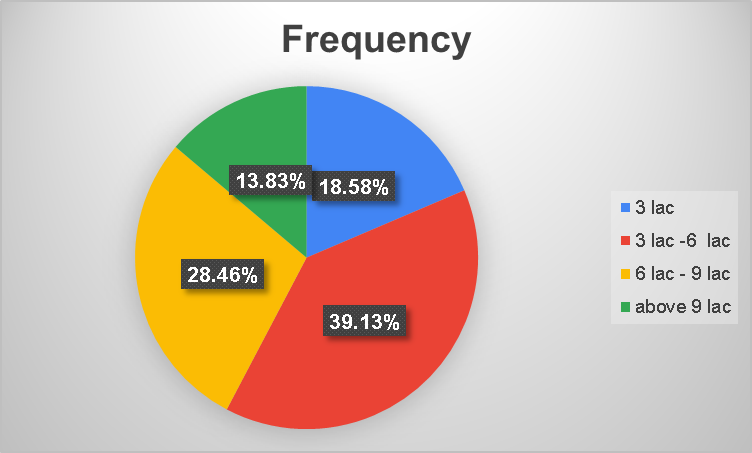 Frequency
13.83%
18.58%
28.46%
39.13%
3 lac
3 lac -6 lac
6 lac - 9 lac
above 9 lac